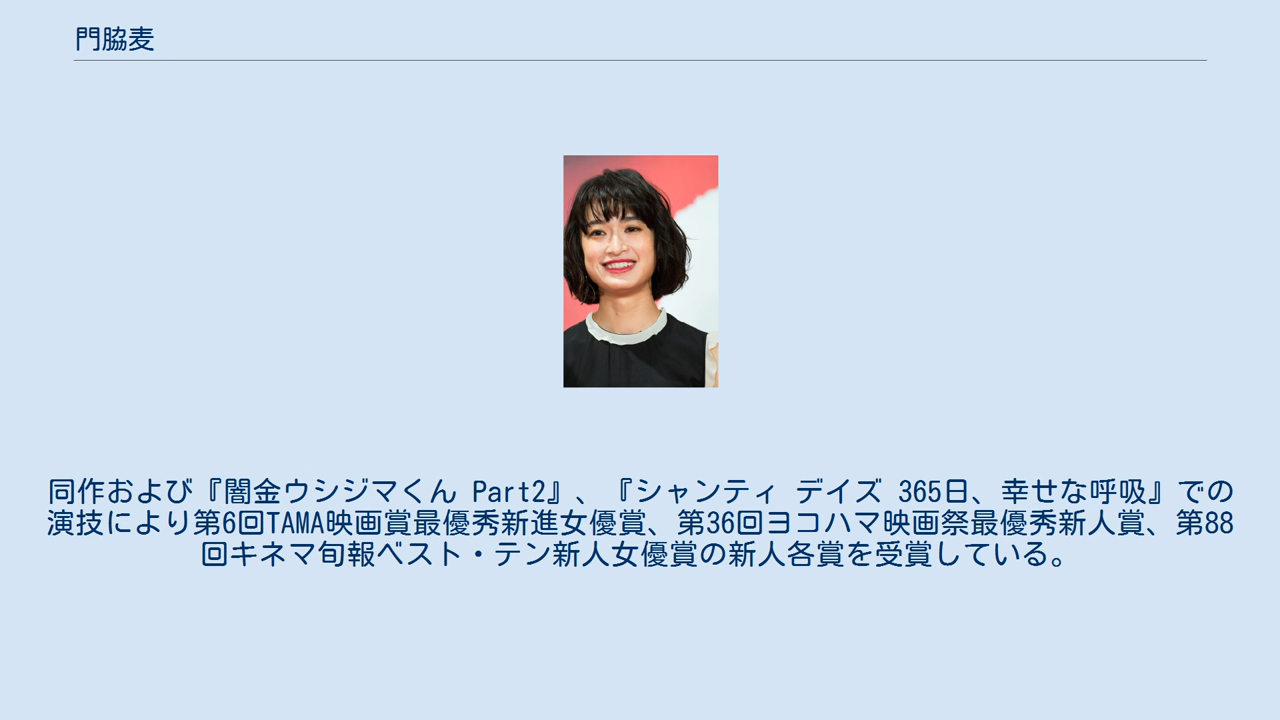 門脇麦
同作および『闇金ウシジマくん Part2』、『シャンティ デイズ 365日、幸せな呼吸』での
演技により第6回TAMA映画賞最優秀新進女優賞、第36回ヨコハマ映画祭最優秀新人賞、第88
回キネマ旬報ベスト・テン新人女優賞の新人各賞を受賞している。